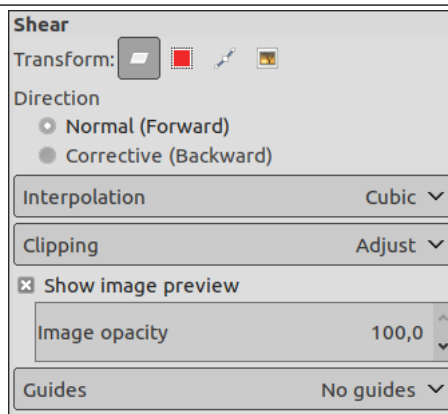 Shear
Transform:
Direction
Normal (Forward)
Corrective (Backward)
Interpolation Cubic
Clipping Adjust
Show image preview
Image opacity 100,0
Guides No guides